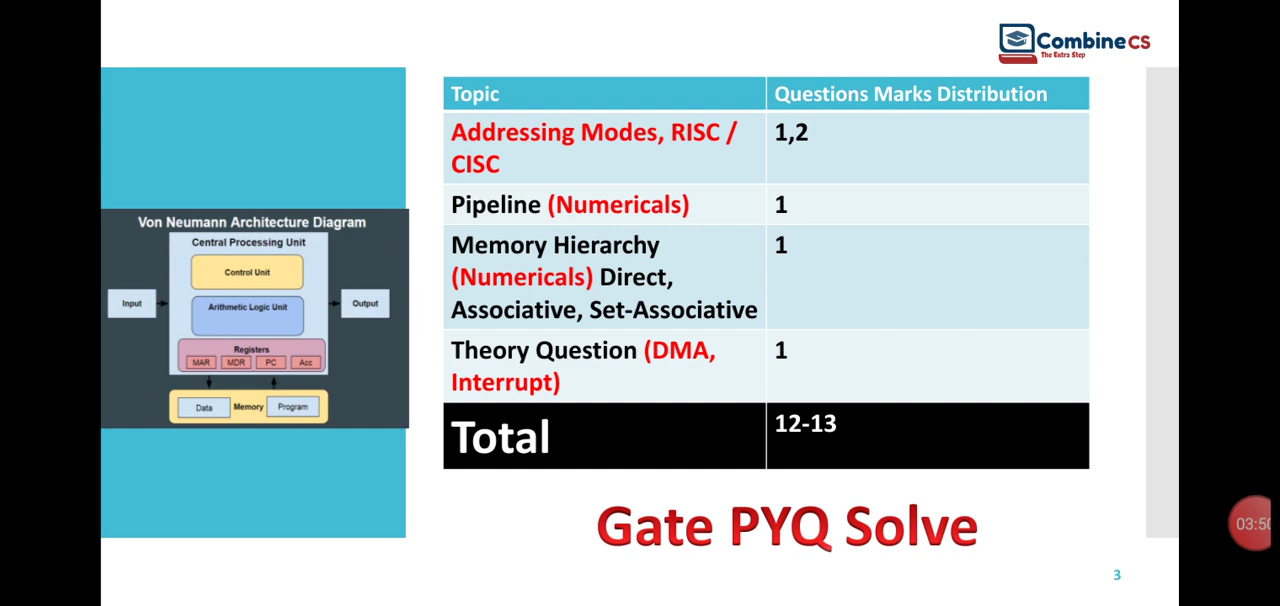 CombineCS
The Extra Step
Topic
Questions Marks Distribution
Addressing Modes, RISC /
CISC
1,2
Pipeline (Numericals)
1
Memory Hierarchy
(Numericals) Direct,
Associative, Set-Associative
1
Theory Question (DMA,
Interrupt)
1
Total
12-13
Von Neumann Architecture Diagram
Central Processing Unit
Control Unit
Input
Arithmetic Logic Unit
Output
Registers
MAR
MDR
PC
Acc
Data
Memory
Program
Gate PYQ Solve
03:50
3